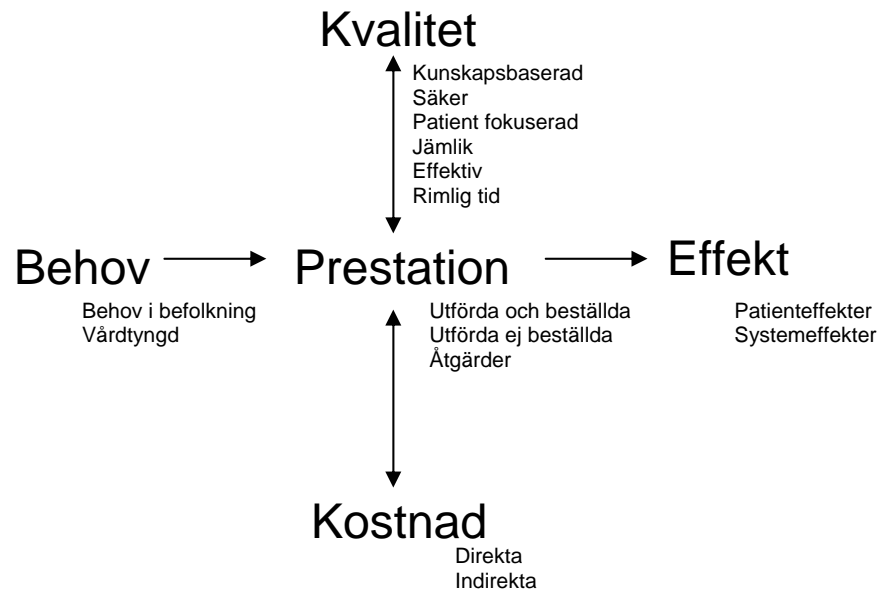 Kvalitet
Kunskapsbaserad
Säker
Patient fokuserad
Jämlik
Effektiv
Rimlig tid
Behov
Behov i befolkning
Vårdtyngd
Prestation
Utförda och beställda
Utförda ej beställda
Åtgärder
Effekt
Patienteffekter
Systemeffekter
Kostnad
Direkta
Indirekta